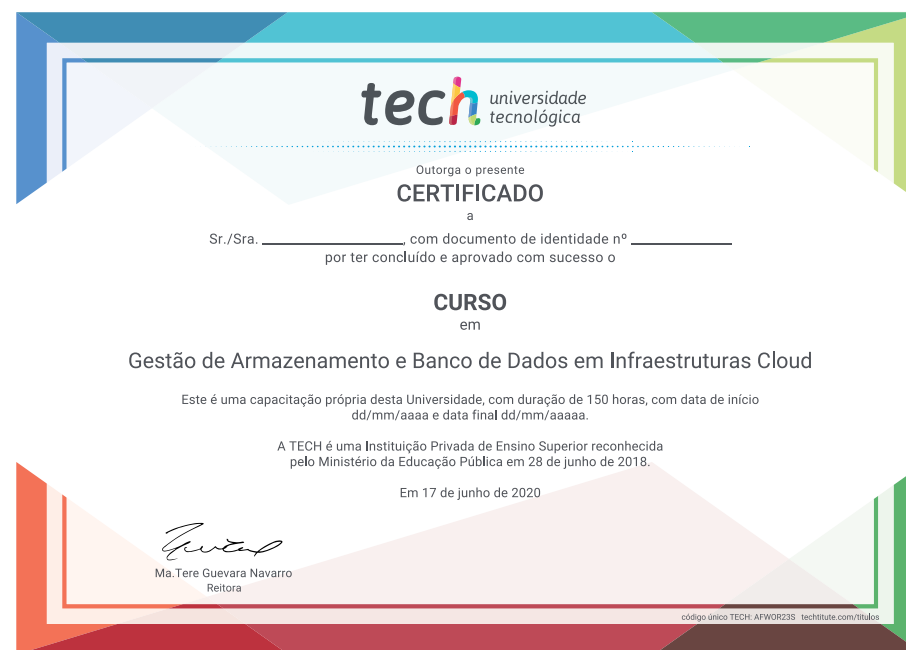 tech universidade
tecnológica
Outorga o presente
CERTIFICADO
a
Sr./Sra. ________________, com documento de identidade nº ____________
por ter concluído e aprovado com sucesso o
CURSO
em
Gestão de Armazenamento e Banco de Dados em Infraestruturas Cloud
Este é uma capacitação própria desta Universidade, com duração de 150 horas, com data de início
dd/mm/aaaa e data final dd/mm/aaaaa.
A TECH é uma Instituição Privada de Ensino Superior reconhecida
pelo Ministério da Educação Pública em 28 de junho de 2018.
Em 17 de junho de 2020
Ma.Tere Guevara Navarro
Reitora
código único TECH: AFWOR23S techtitute.com/titulos